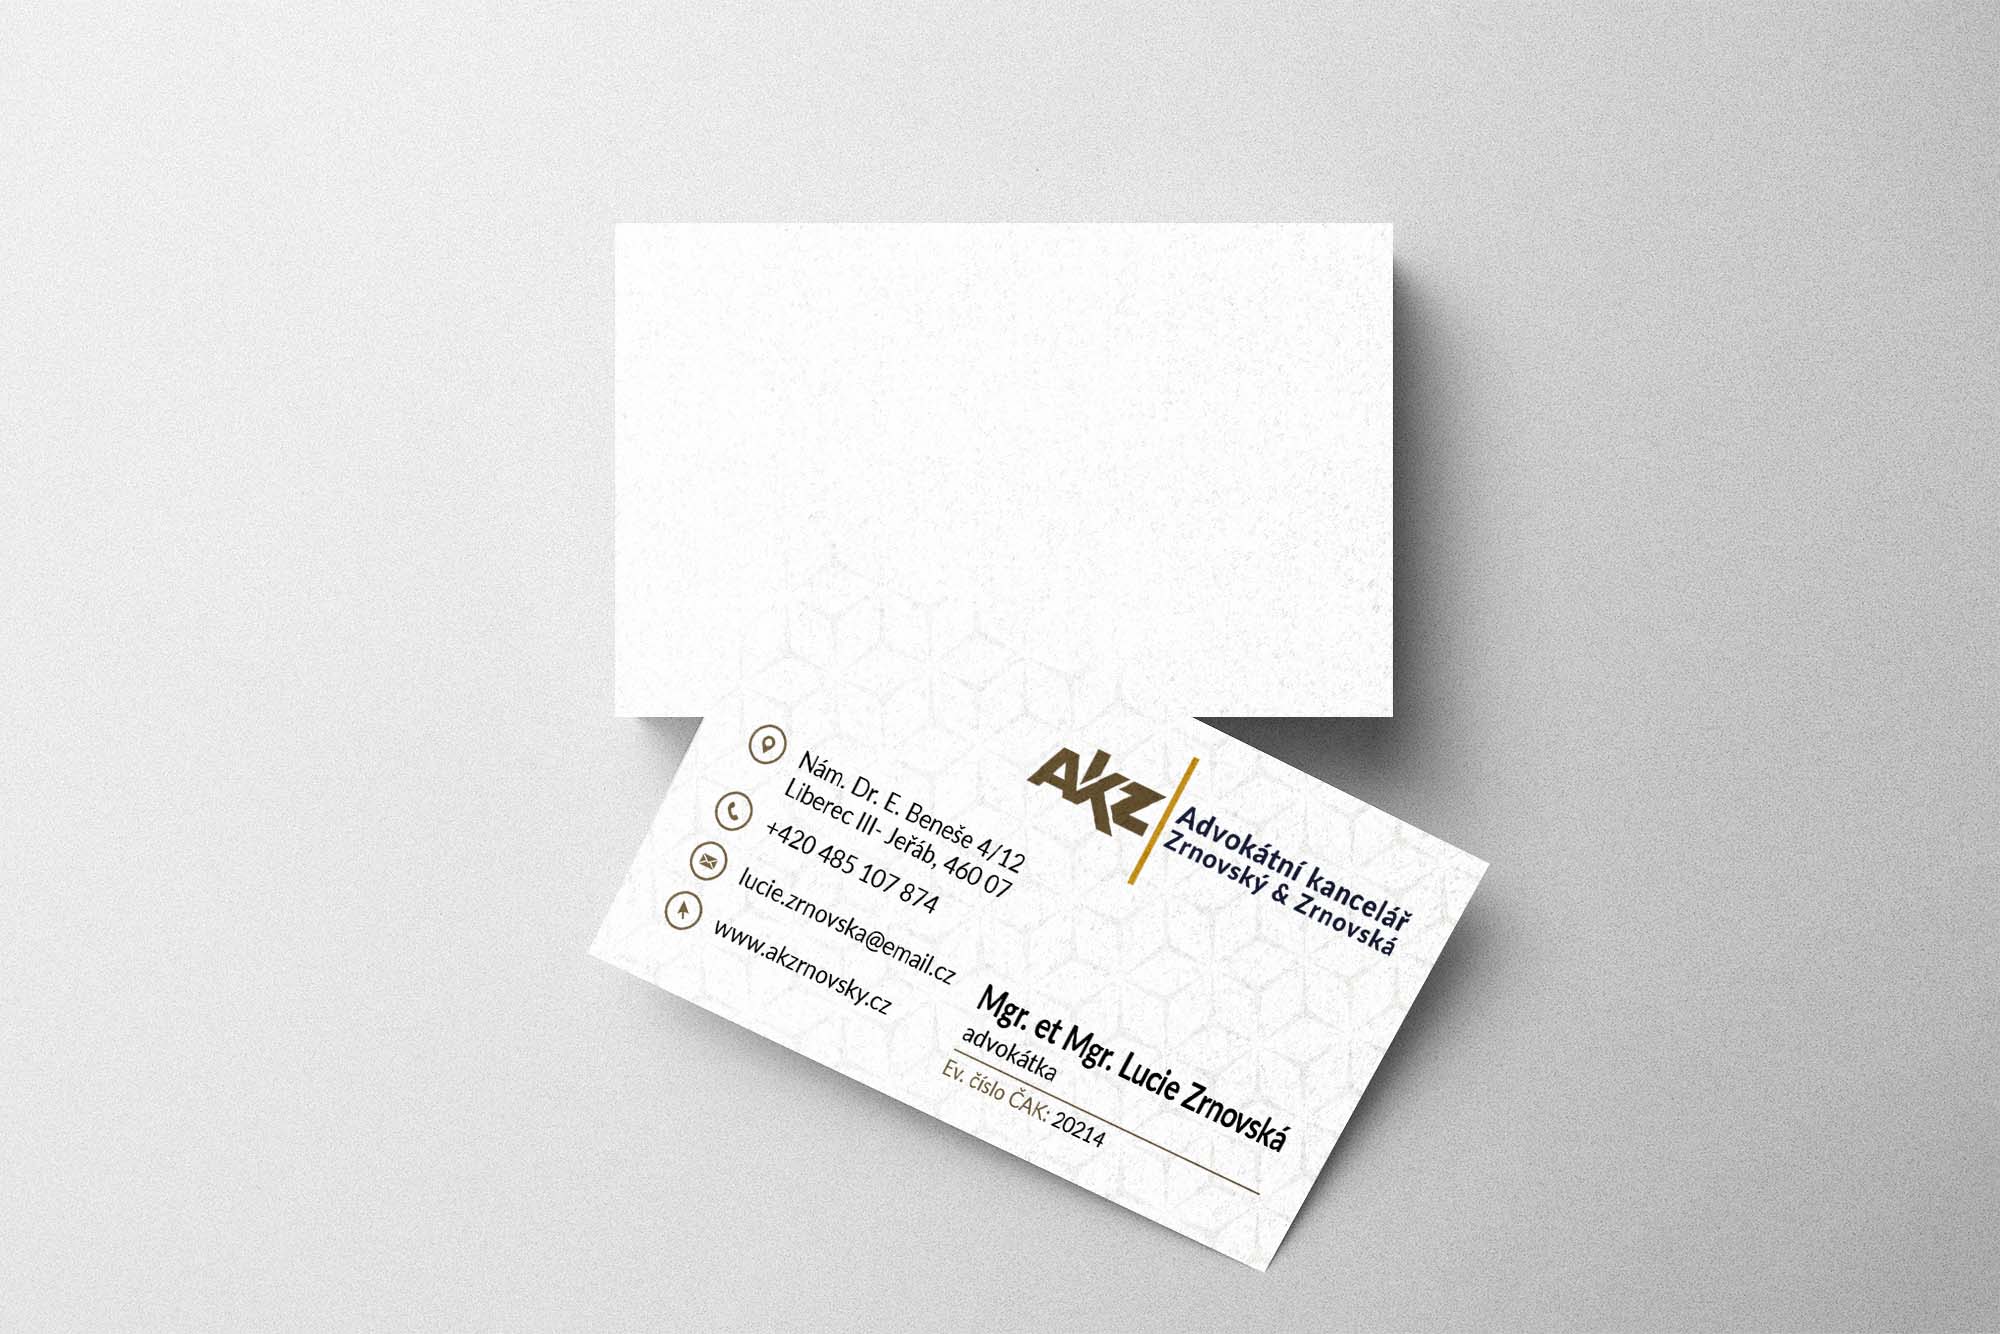 Nám. Dr. E. Beneše 4/12
Liberec III- Jeřáb, 460 07
+420 485 107 874
lucie.zrnovska@email.cz
www.akzrnovsky.cz
AKZ
Advokátní kancelář
Zrnovský & Zrnovská
Mgr. et Mgr. Lucie Zrnovská
advokátka
Ev. číslo ČAK: 20214